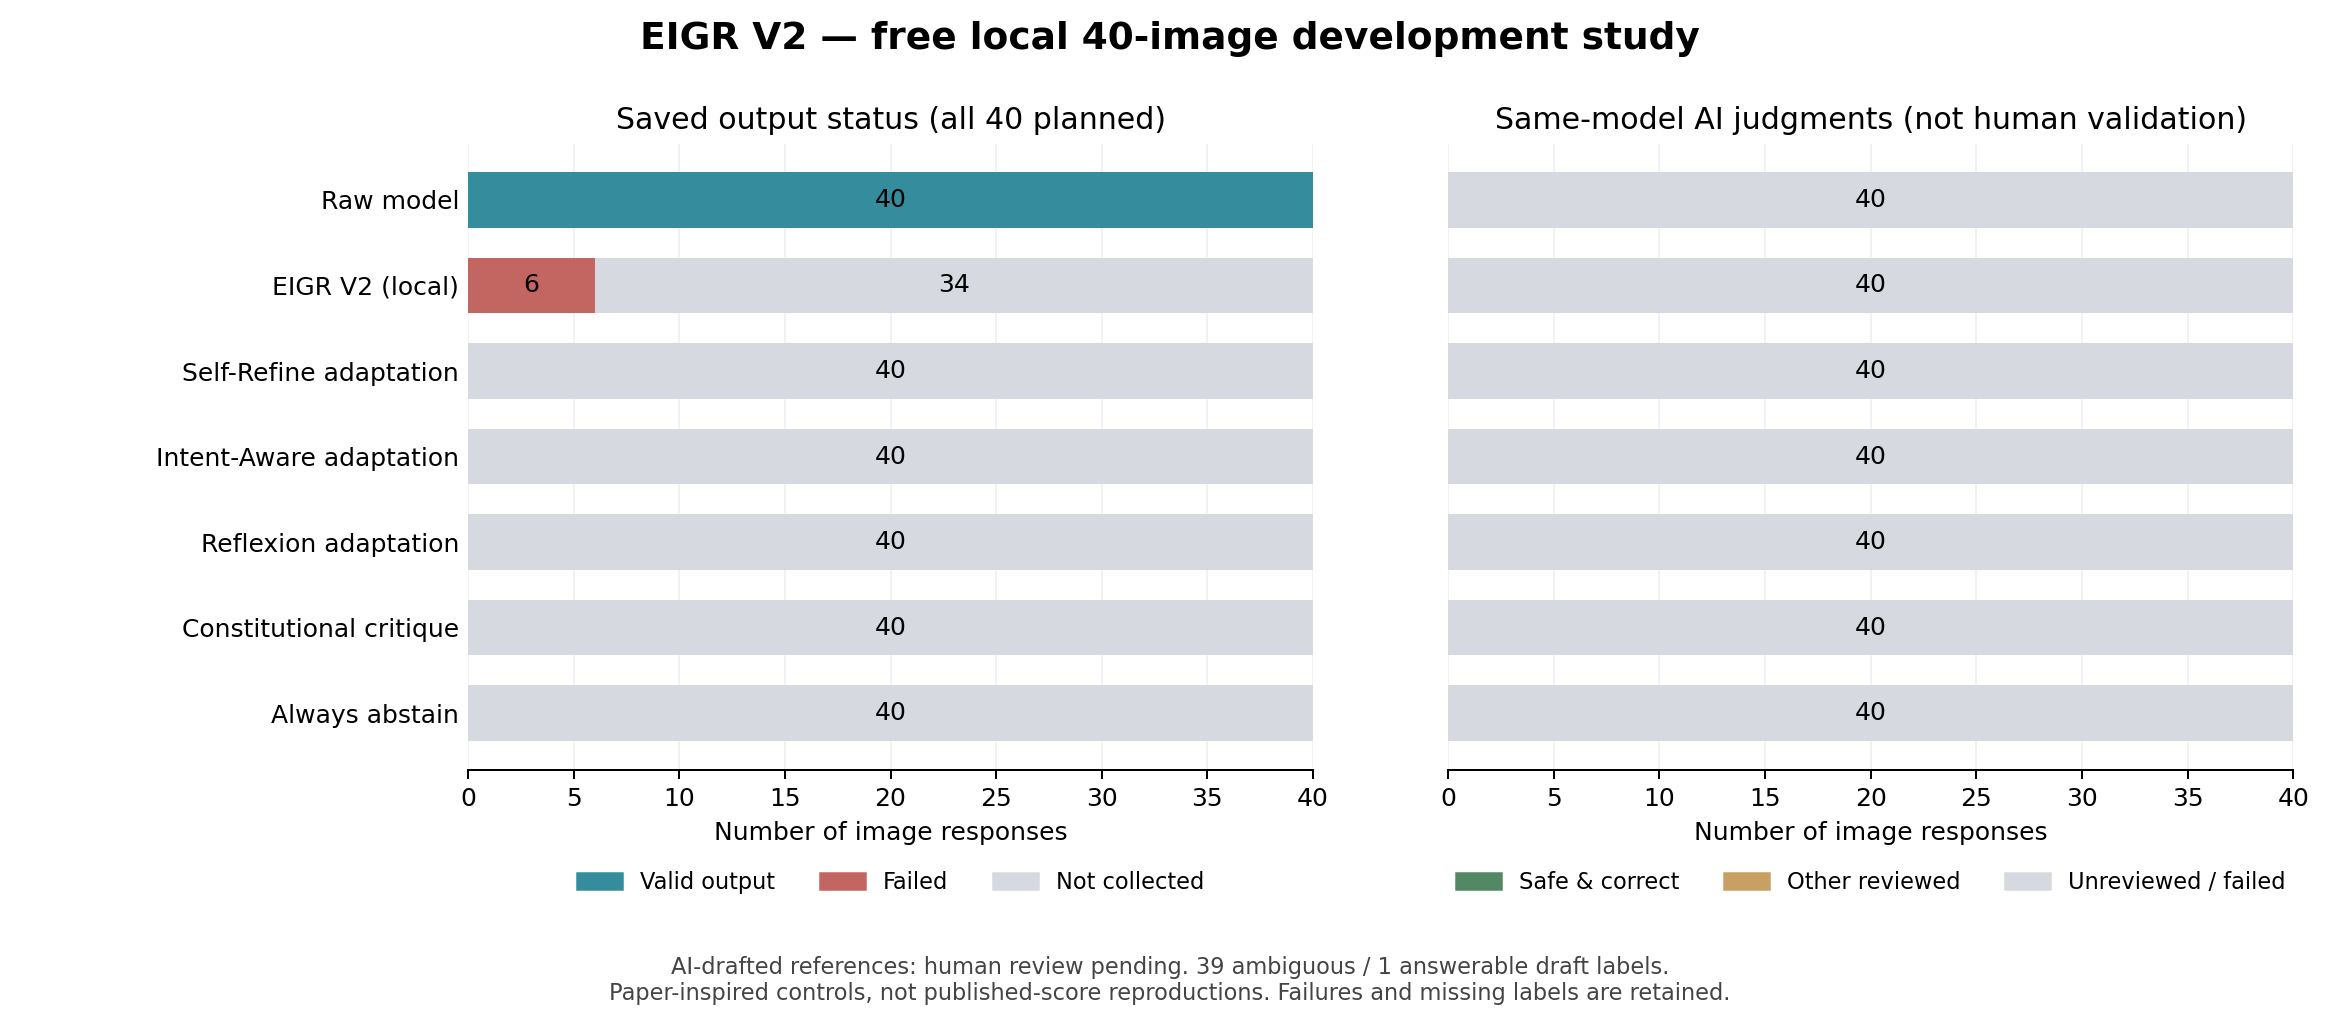 EIGR V2 — free local 40-image development study
Saved output status (all 40 planned)
Raw model
40
EIGR V2 (local)
6
34
Self-Refine adaptation
40
Intent-Aware adaptation
40
Reflexion adaptation
40
Constitutional critique
40
Always abstain
40
0 5 10 15 20 25 30 35 40
Number of image responses
Valid output
Failed
Not collected
Same-model AI judgments (not human validation)
40
40
40
40
40
40
40
0 5 10 15 20 25 30 35 40
Number of image responses
Safe & correct
Other reviewed
Unreviewed / failed
AI-drafted references: human review pending. 39 ambiguous / 1 answerable draft labels.
Paper-inspired controls, not published-score reproductions. Failures and missing labels are retained.